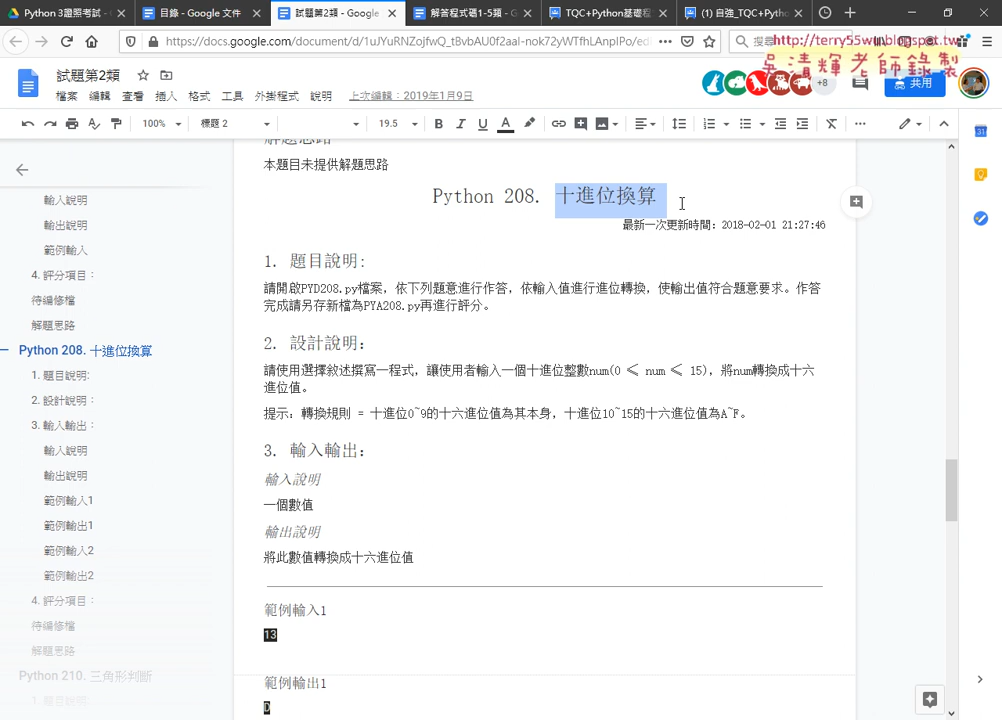 Python 3證照考試 -
目錄 - Google 文件
試題第2類 - Google
解答程式碼1-5類 - G
TQC+Python基礎程
(1) 自強_TQC+Pyth
https://docs.google.com/document/d/1uJYuRNZojfwQ_tBvbAU0f2aal-nok72yWTfhLAnpIPo/ed
搜尋
http://terry55wu.blogspot.tw
吳清輝老師錄製
試題第2類
檔案 編輯 查看 插入 格式 工具 外掛程式 說明 上次編輯:2019年1月9日
+8
共用
100% 標題 2 19.5 B I U A
31
輸入說明
輸出說明
範例輸入
4. 評分項目:
待編修檔
解題思路
Python 208. 十進位換算
1. 題目說明:
2. 設計說明:
3. 輸入輸出:
輸入說明
輸出說明
範例輸入1
範例輸出1
範例輸入2
範例輸出2
4. 評分項目:
待編修檔
解題思路
Python 210. 三角形判斷
1. 題目說明:
解題思路
本題目未提供解題思路
Python 208. 十進位換算
最新一次更新時間: 2018-02-01 21:27:46
1. 題目說明:
請開啟PYD208.py檔案, 依下列題意進行作答, 依輸入值進行進位轉換, 使輸出值符合題意要求。作答
完成請另存新檔為PYA208.py再進行評分。
2. 設計說明:
請使用選擇敘述撰寫一程式, 讓使用者輸入一個十進位整數num(0 ≤ num ≤ 15), 將num轉換成十六
進位值。
提示: 轉換規則 = 十進位0~9的十六進位值為其本身, 十進位10~15的十六進位值為A~F。
3. 輸入輸出:
輸入說明
一個數值
輸出說明
將此數值轉換成十六進位值
範例輸入1
13
範例輸出1
D